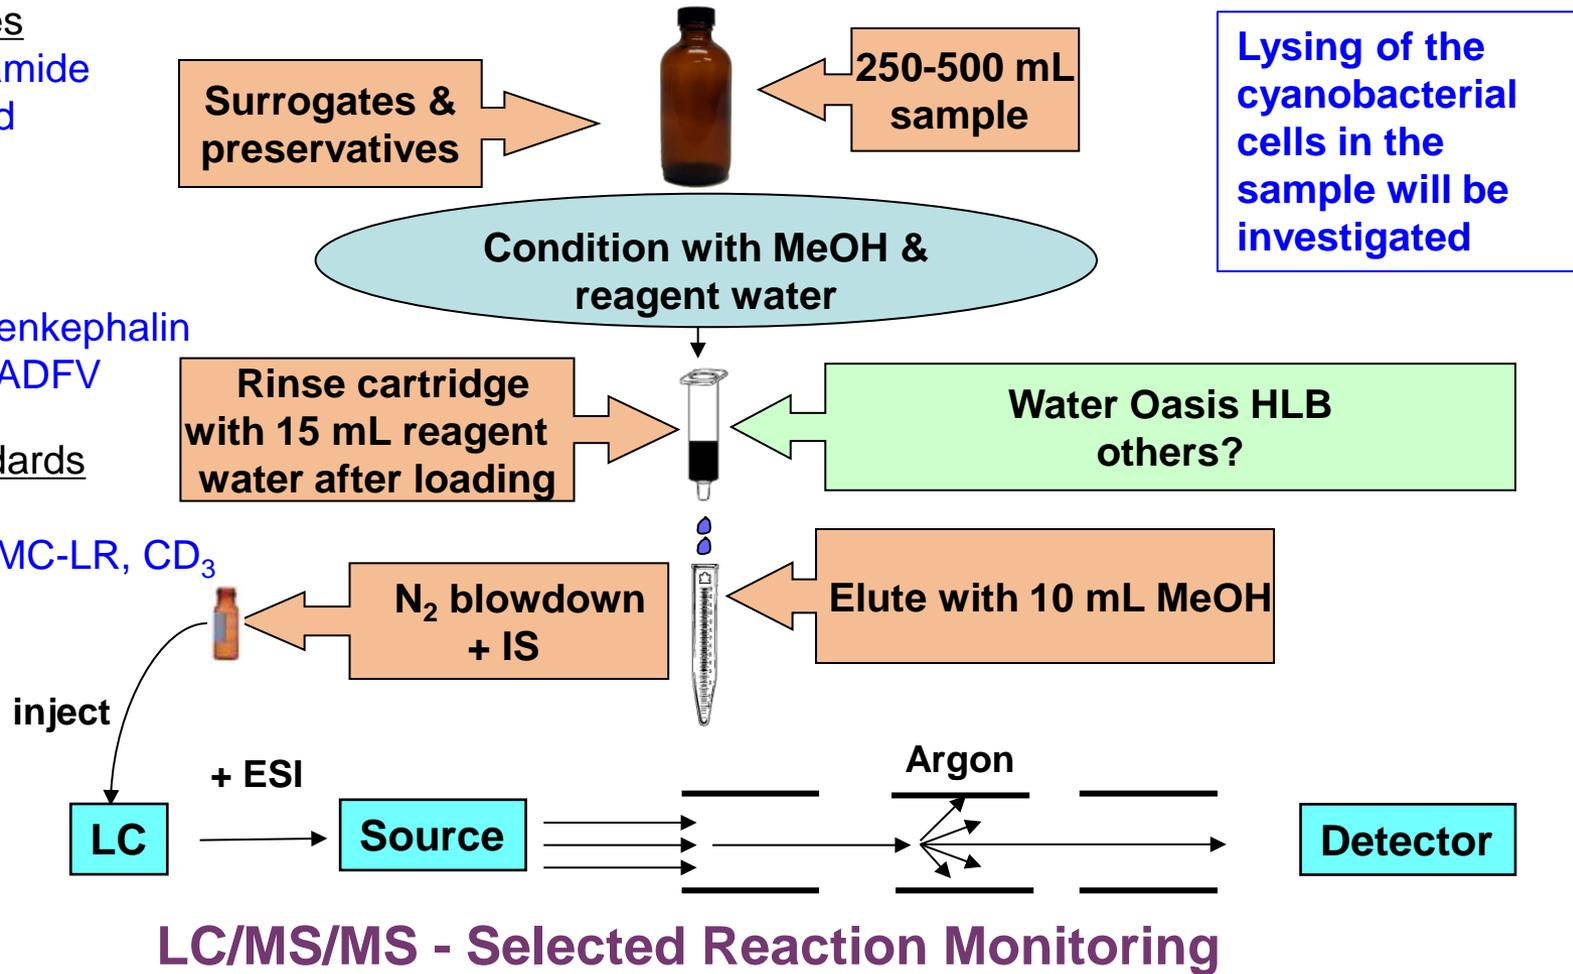 Surrogates &
preservatives
250-500 mL
sample
Lysing of the
cyanobacterial
cells in the
sample will be
investigated
Condition with MeOH &
reagent water
enkephalin
ADFV
Rinse cartridge
with 15 mL reagent
water after loading
Water Oasis HLB
others?
MC-LR, CD₃
N₂ blowdown
+ IS
Elute with 10 mL MeOH
inject
+ ESI
Argon
LC
Source
Detector
LC/MS/MS - Selected Reaction Monitoring